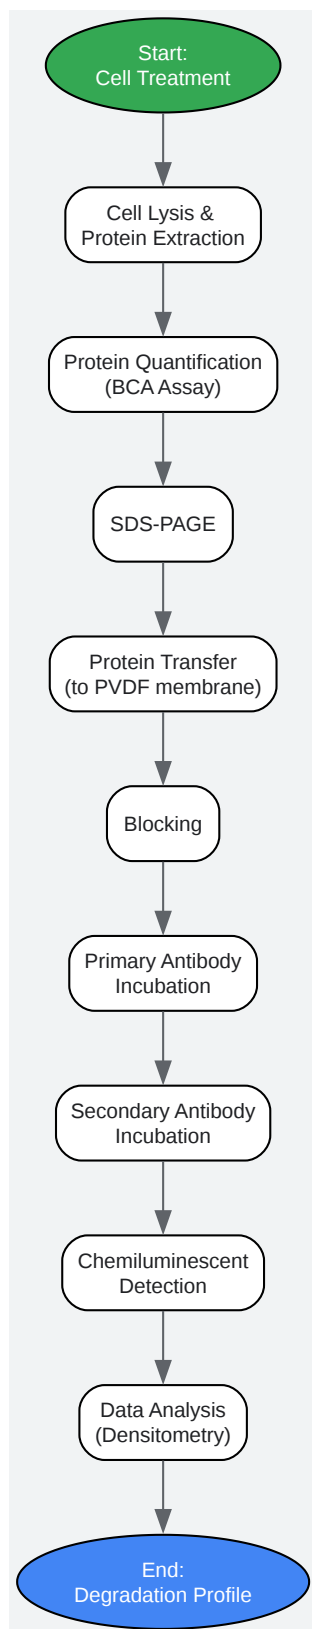 Start:
Cell Treatment
Cell Lysis &
Protein Extraction
Protein Quantification
(BCA Assay)
SDS-PAGE
Protein Transfer
(to PVDF membrane)
Blocking
Primary Antibody
Incubation
Secondary Antibody
Incubation
Chemiluminescent
Detection
Data Analysis
(Densitometry)
End:
Degradation Profile